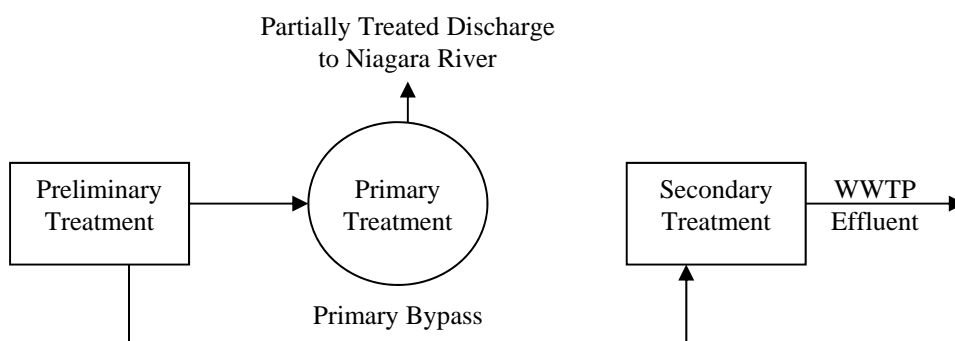 Partially Treated Discharge
to Niagara River
Preliminary
Treatment
Primary
Treatment
Secondary
Treatment
WWTP
Effluent
Primary Bypass